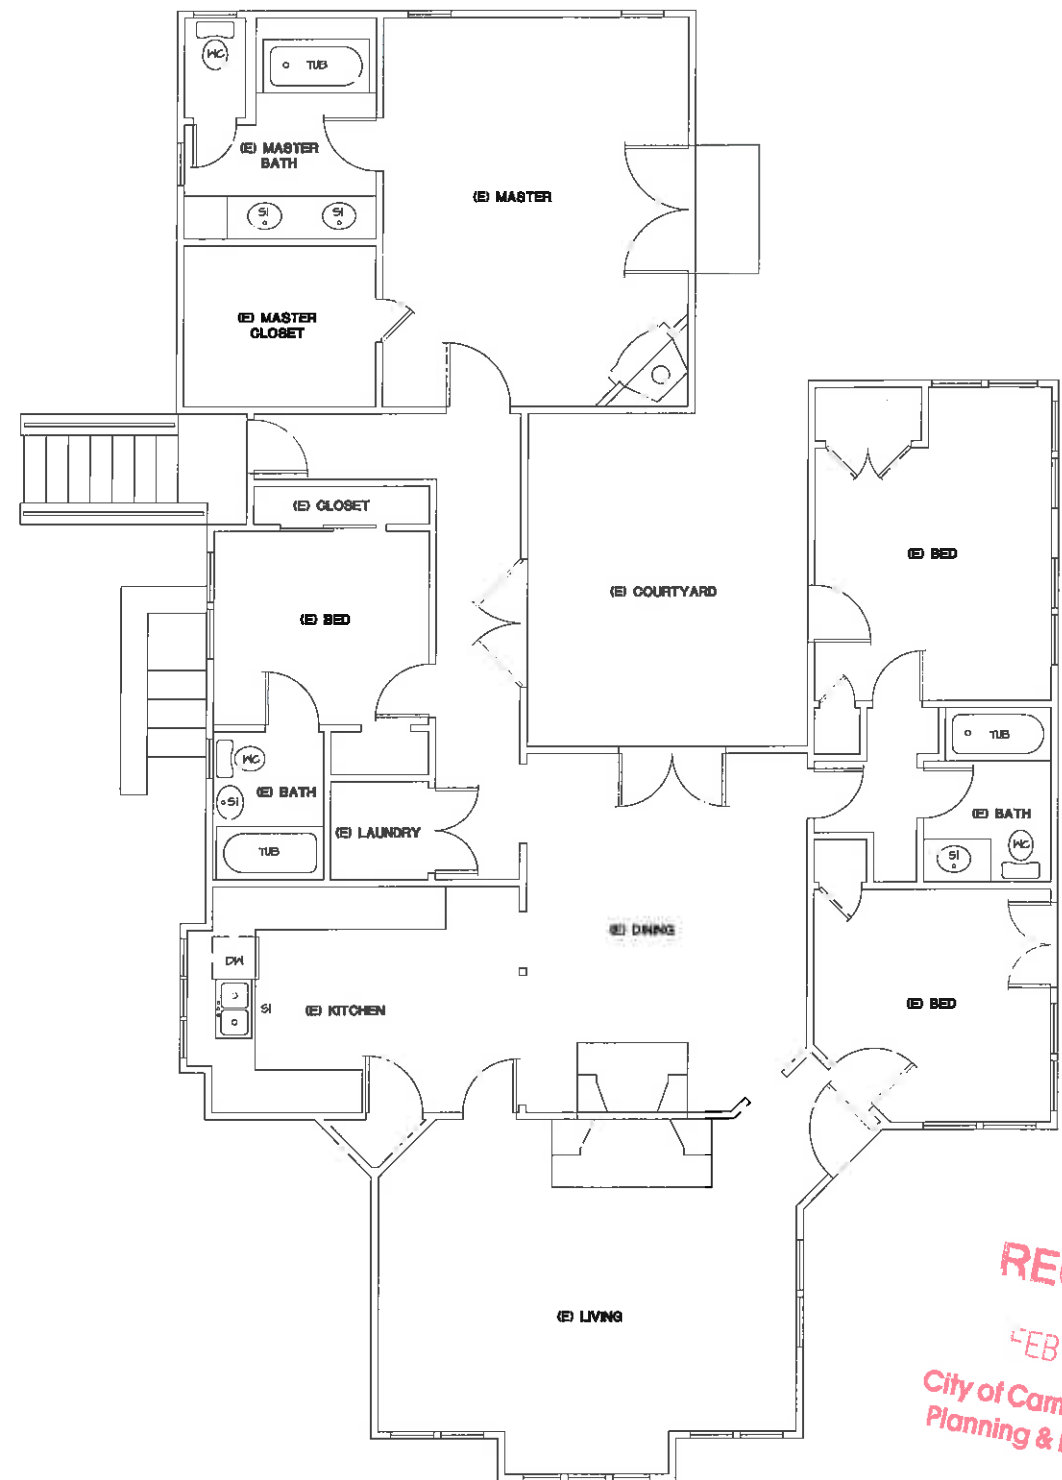 WC
TUB
(E) MASTER
BATH
(E) MASTER
SI
SI
(E) MASTER
CLOSET
(E) CLOSET
(E) BED
(E) COURTYARD
(E) BED
WC
(E) BATH
SI
TUB
(E) LAUNDRY
TUB
(E) BATH
SI
WC
(E) DINING
DW
SI
(E) KITCHEN
(E) BED
(E) LIVING
FEB
City of
Planning &